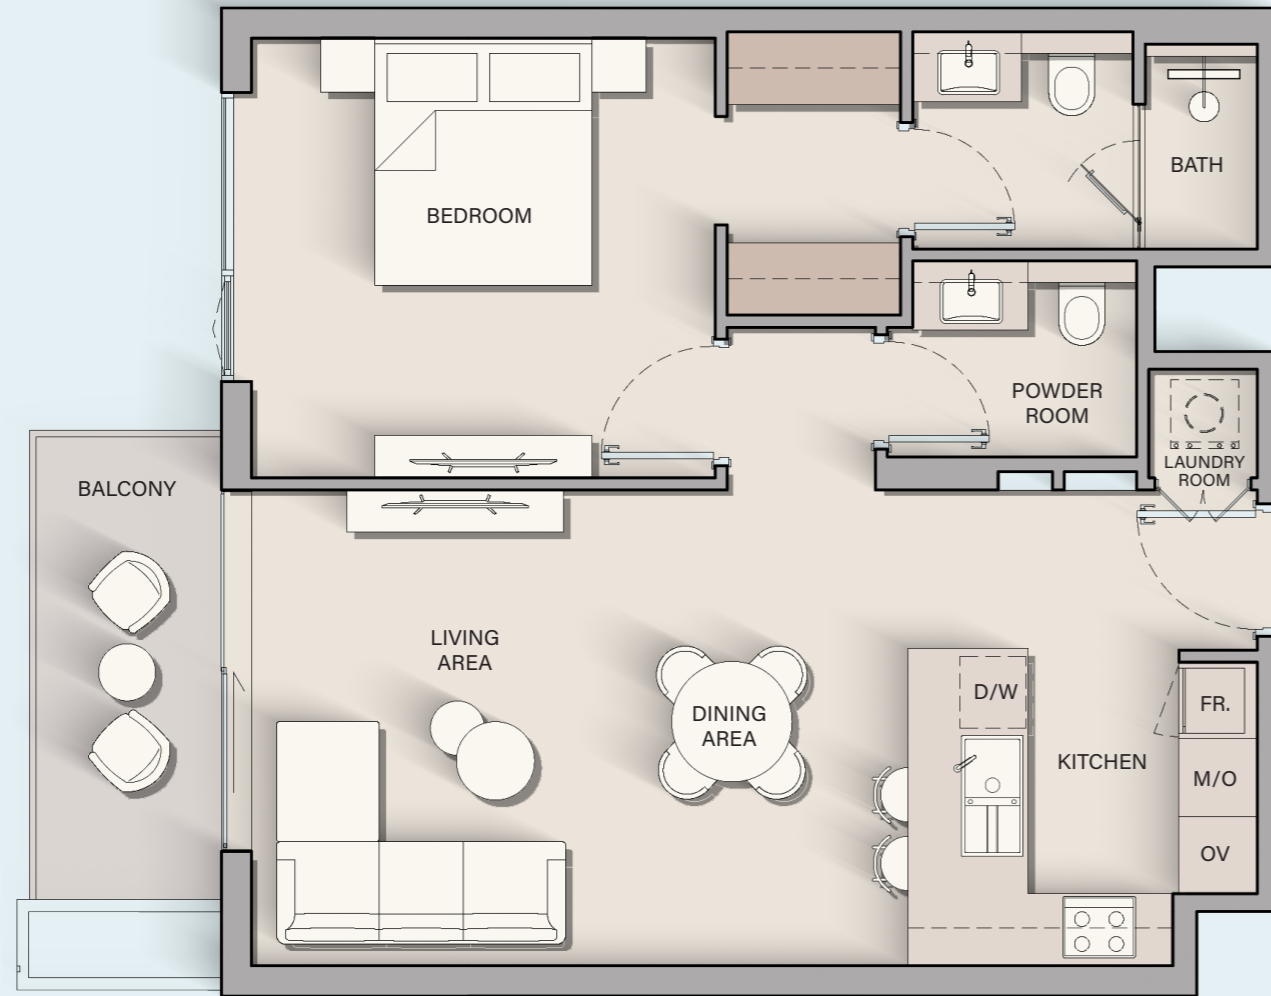 BATH
BEDROOM
POWDER
ROOM
LAUNDRY
ROOM
BALCONY
LIVING
AREA
DINING
AREA
D/W
FR.
KITCHEN
M/O
OV